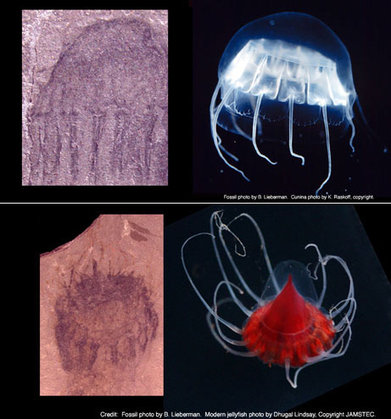 Fossil photo by B. Lieberman. Cunina photo by K. Raskoff, copyright.
Credit: Fossil photo by B. Lieberman. Modern jellyfish photo by Dhugal Lindsay, Copyright JAMSTEC.